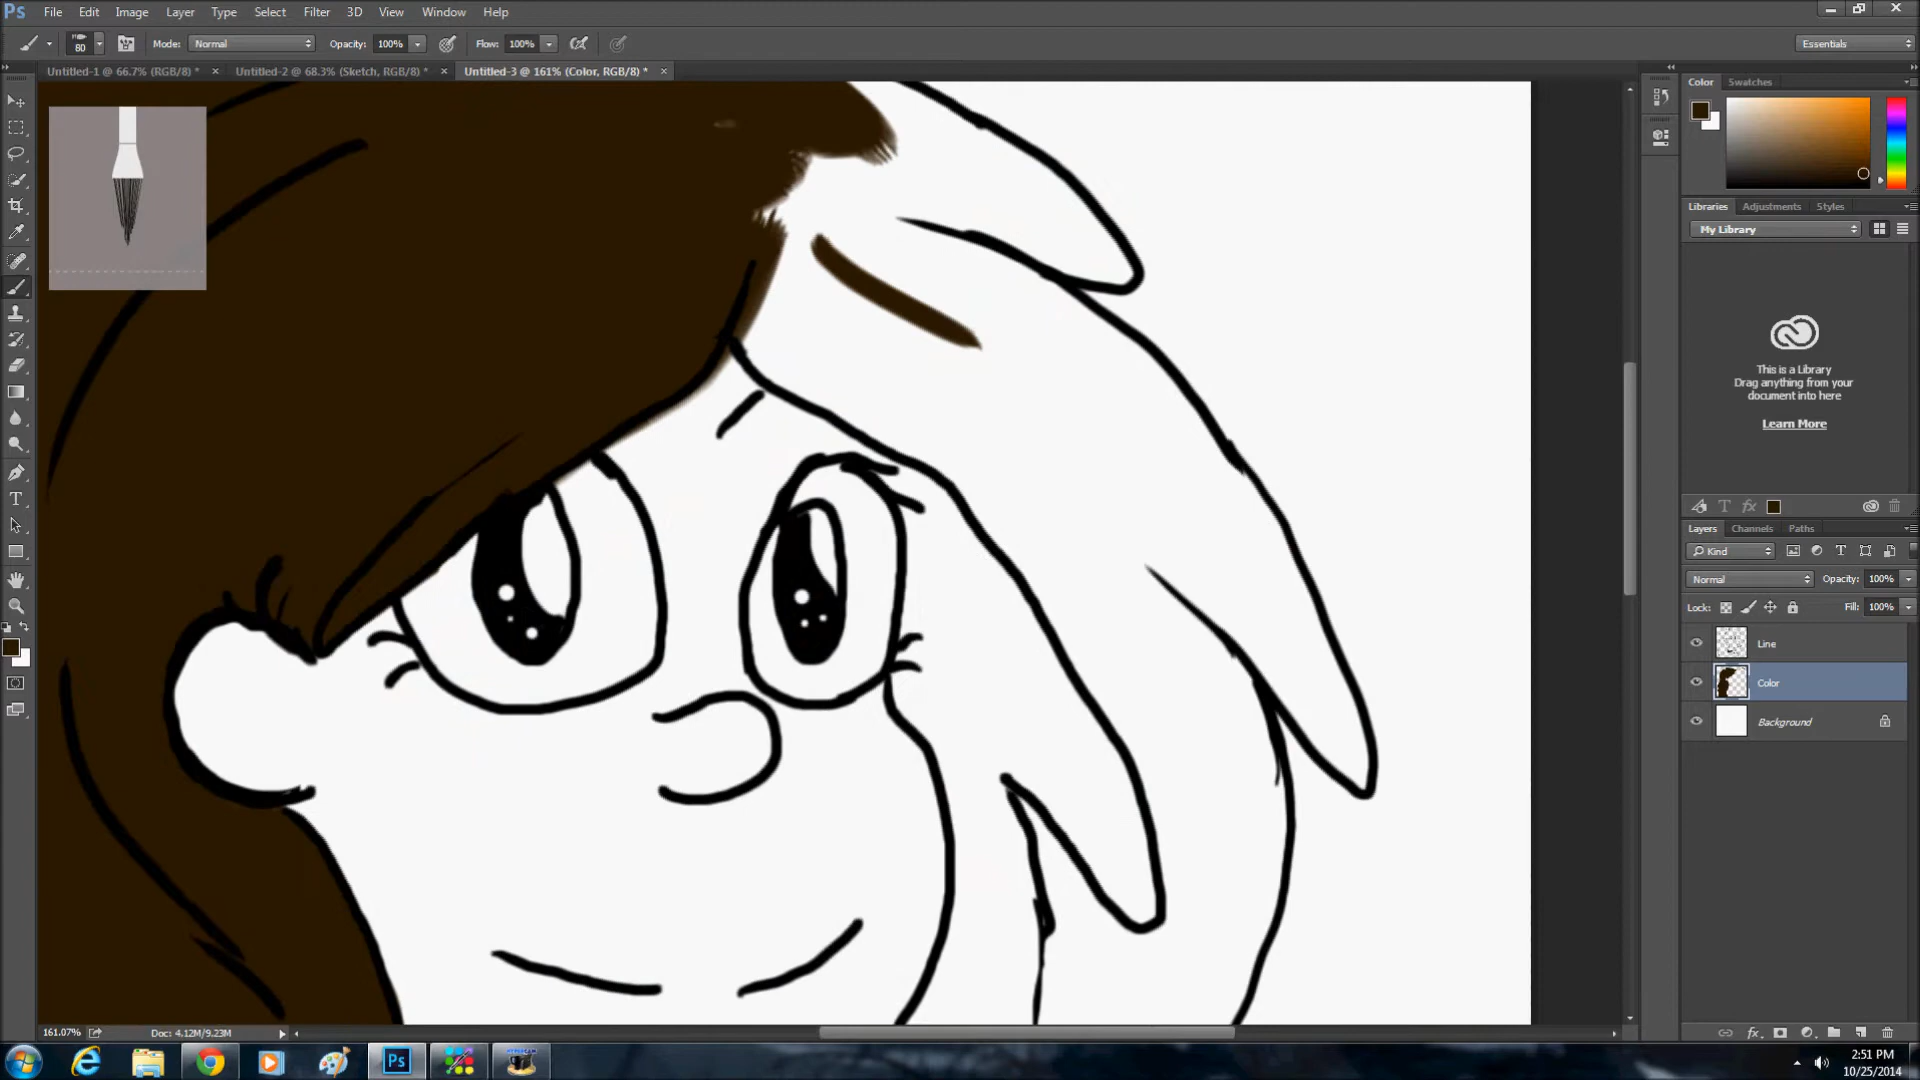 Ps File Edit Image Layer Type Select Filter 3D View Window Help
80 Mode: Normal Opacity: 100% Flow: 100% Essentials
Untitled-1 @ 66.7% (RGB/8) * × Untitled-2 @ 68.3% (Sketch, RGB/8) * × Untitled-3 @ 161% (Color, RGB/8) * ×
Color Swatches
Libraries Adjustments Styles
My Library
This is a Library
Drag anything from your
document into here
Learn More
Layers Channels Paths
Kind
Normal Opacity: 100%
Lock: Fill: 100%
Line
Color
Background
161.07% Doc: 4.12M/9.23M
Ps
2:51 PM
10/25/2014